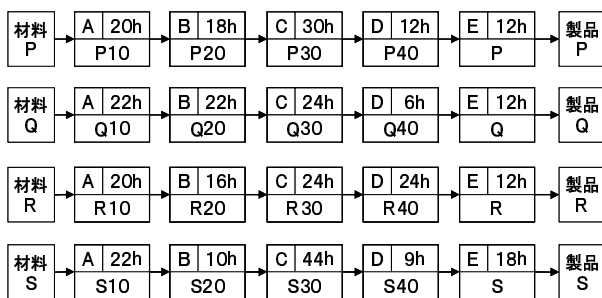 材料 P A 20h P10 B 18h P20 C 30h P30 D 12h P40 E 12h P 製品 P
材料 Q A 22h Q10 B 22h Q20 C 24h Q30 D 6h Q40 E 12h Q 製品 Q
材料 R A 20h R10 B 16h R20 C 24h R30 D 24h R40 E 12h R 製品 R
材料 S A 22h S10 B 10h S20 C 44h S30 D 9h S40 E 18h S 製品 S